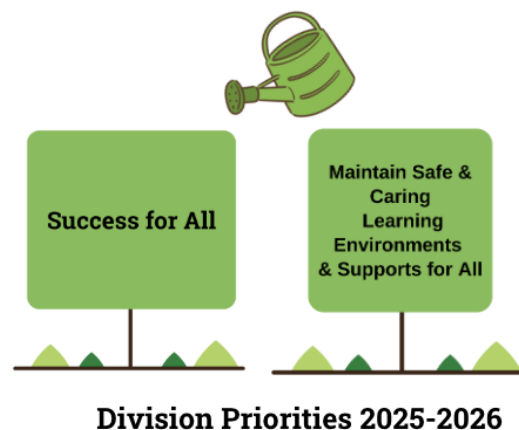 Success for All
Maintain Safe &
Caring
Learning
Environments
& Supports for All
Division Priorities 2025-2026